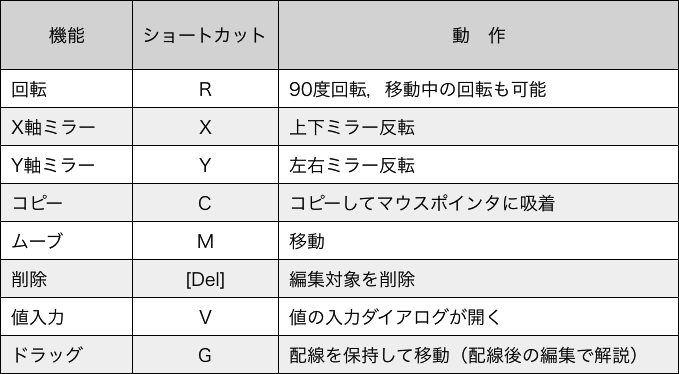 機能 ショートカット 動　作
回転 R 90度回転，移動中の回転も可能
X軸ミラー X 上下ミラー反転
Y軸ミラー Y 左右ミラー反転
コピー C コピーしてマウスポインタに吸着
ムーブ M 移動
削除 [Del] 編集対象を削除
値入力 V 値の入力ダイアログが開く
ドラッグ G 配線を保持して移動（配線後の編集で解説）